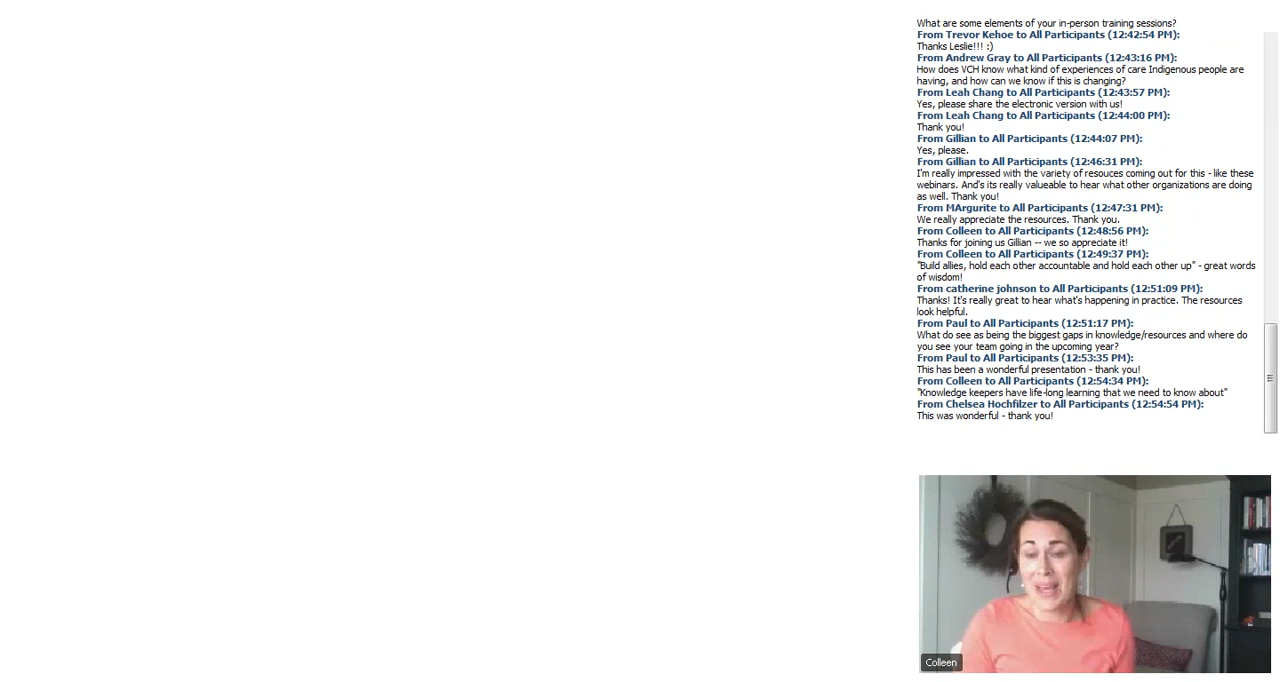 What are some elements of your in-person training sessions?
From Trevor Kehoe to All Participants (12:42:54 PM):
Thanks Leslie!!! :)
From Andrew Gray to All Participants (12:43:16 PM):
How does VCH know what kind of experiences of care Indigenous people are
having, and how can we know if this is changing?
From Leah Chang to All Participants (12:43:57 PM):
Yes, please share the electronic version with us!
From Leah Chang to All Participants (12:44:00 PM):
Thank you!
From Gillian to All Participants (12:44:07 PM):
Yes, please.
From Gillian to All Participants (12:46:31 PM):
I'm really impressed with the variety of resouces coming out for this - like these
webinars. And's its really valueable to hear what other organizations are doing
as well. Thank you!
From MArgurite to All Participants (12:47:31 PM):
We really appreciate the resources. Thank you.
From Colleen to All Participants (12:48:56 PM):
Thanks for joining us Gillian -- we so appreciate it!
From Colleen to All Participants (12:49:37 PM):
"Build allies, hold each other accountable and hold each other up" - great words
of wisdom!
From catherine johnson to All Participants (12:51:09 PM):
Thanks! It's really great to hear what's happening in practice. The resources
look helpful.
From Paul to All Participants (12:51:17 PM):
What do see as being the biggest gaps in knowledge/resources and where do
you see your team going in the upcoming year?
From Paul to All Participants (12:53:35 PM):
This has been a wonderful presentation - thank you!
From Colleen to All Participants (12:54:34 PM):
"Knowledge keepers have life-long learning that we need to know about"
From Chelsea Hochfilzer to All Participants (12:54:54 PM):
This was wonderful - thank you!
Colleen